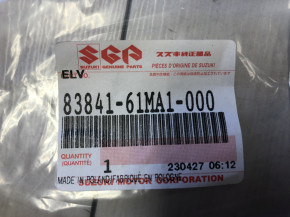 SGP
スズキ純正部品
SUZUKI GENUINE PARTS
PIÈCES D'ORIGINE DE SUZUKI
ELV
NO.
83841-61MA1-000
QUANTITY
(QUANTITÉ)
1
230427 06:12
MADE IN POLAND/FABRIQUÉ EN POLOGNE
SUZUKI MOTOR CORPORATION